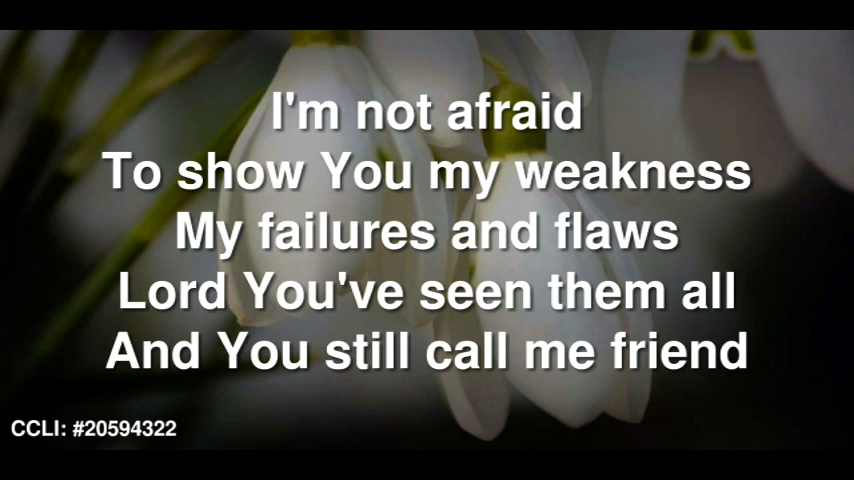 I'm not afraid
To show You my weakness
My failures and flaws
Lord You've seen them all
And You still call me friend
CCLI: #20594322